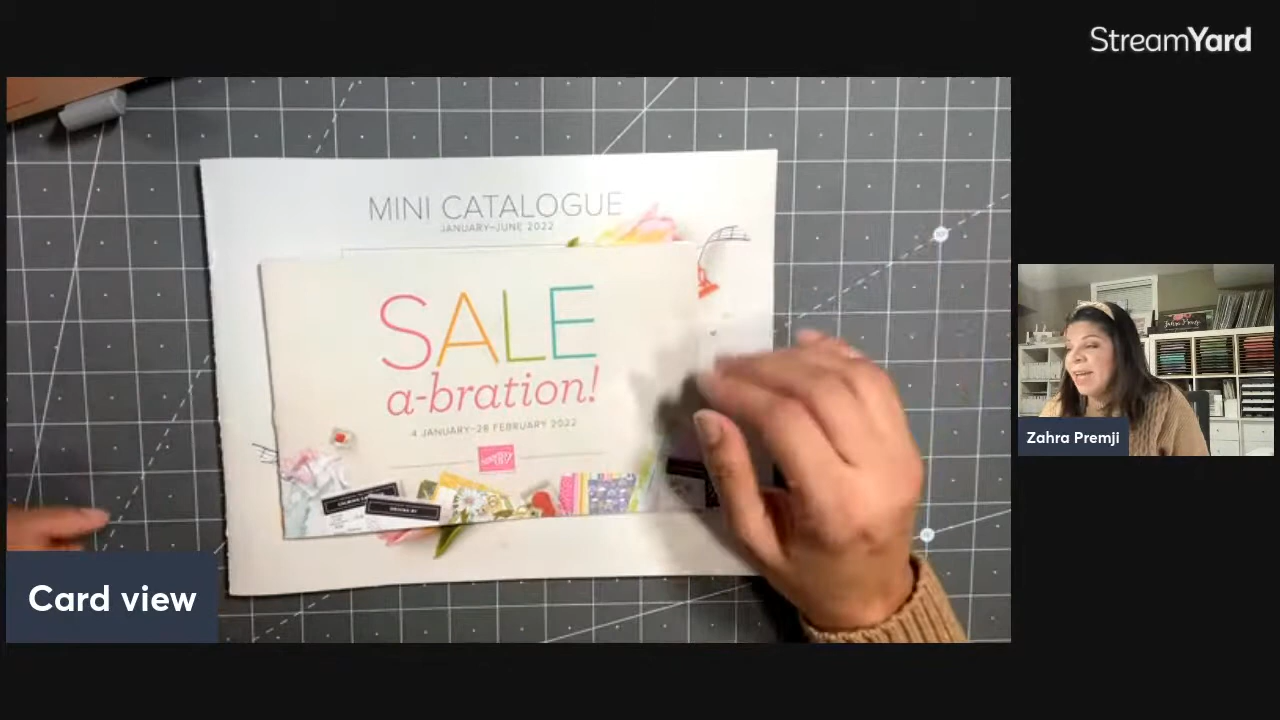 StreamYard
MINI CATALOGUE
JANUARY–JUNE 2022
SALE
a-bration!
4 JANUARY–28 FEBRUARY 2022
Card view
Zahra Premji